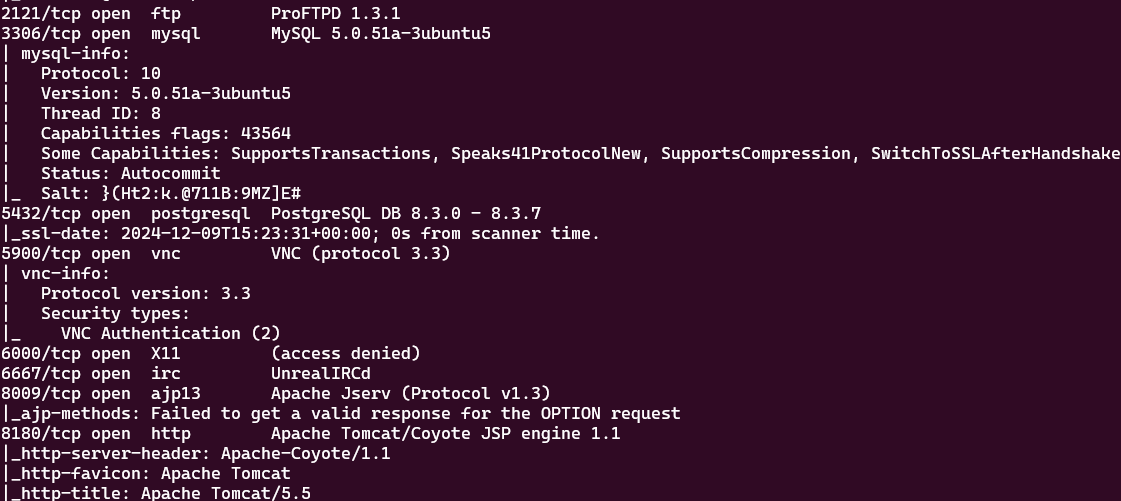 2121/tcp open  ftp         ProFTPD 1.3.1
3306/tcp open  mysql       MySQL 5.0.51a-3ubuntu5
| mysql-info:
|   Protocol: 10
|   Version: 5.0.51a-3ubuntu5
|   Thread ID: 8
|   Capabilities flags: 43564
|   Some Capabilities: SupportsTransactions, Speaks41ProtocolNew, SupportsCompression, SwitchToSSLAfterHandshake
|   Status: Autocommit
|_  Salt: }(Ht2:k.@711B:9MZ]E#
5432/tcp open  postgresql  PostgreSQL DB 8.3.0 - 8.3.7
|_ssl-date: 2024-12-09T15:23:31+00:00; 0s from scanner time.
5900/tcp open  vnc         VNC (protocol 3.3)
| vnc-info:
|   Protocol version: 3.3
|   Security types:
|_    VNC Authentication (2)
6000/tcp open  X11         (access denied)
6667/tcp open  irc         UnrealIRCd
8009/tcp open  ajp13       Apache Jserv (Protocol v1.3)
|_ajp-methods: Failed to get a valid response for the OPTION request
8180/tcp open  http        Apache Tomcat/Coyote JSP engine 1.1
|_http-server-header: Apache-Coyote/1.1
|_http-favicon: Apache Tomcat
|_http-title: Apache Tomcat/5.5